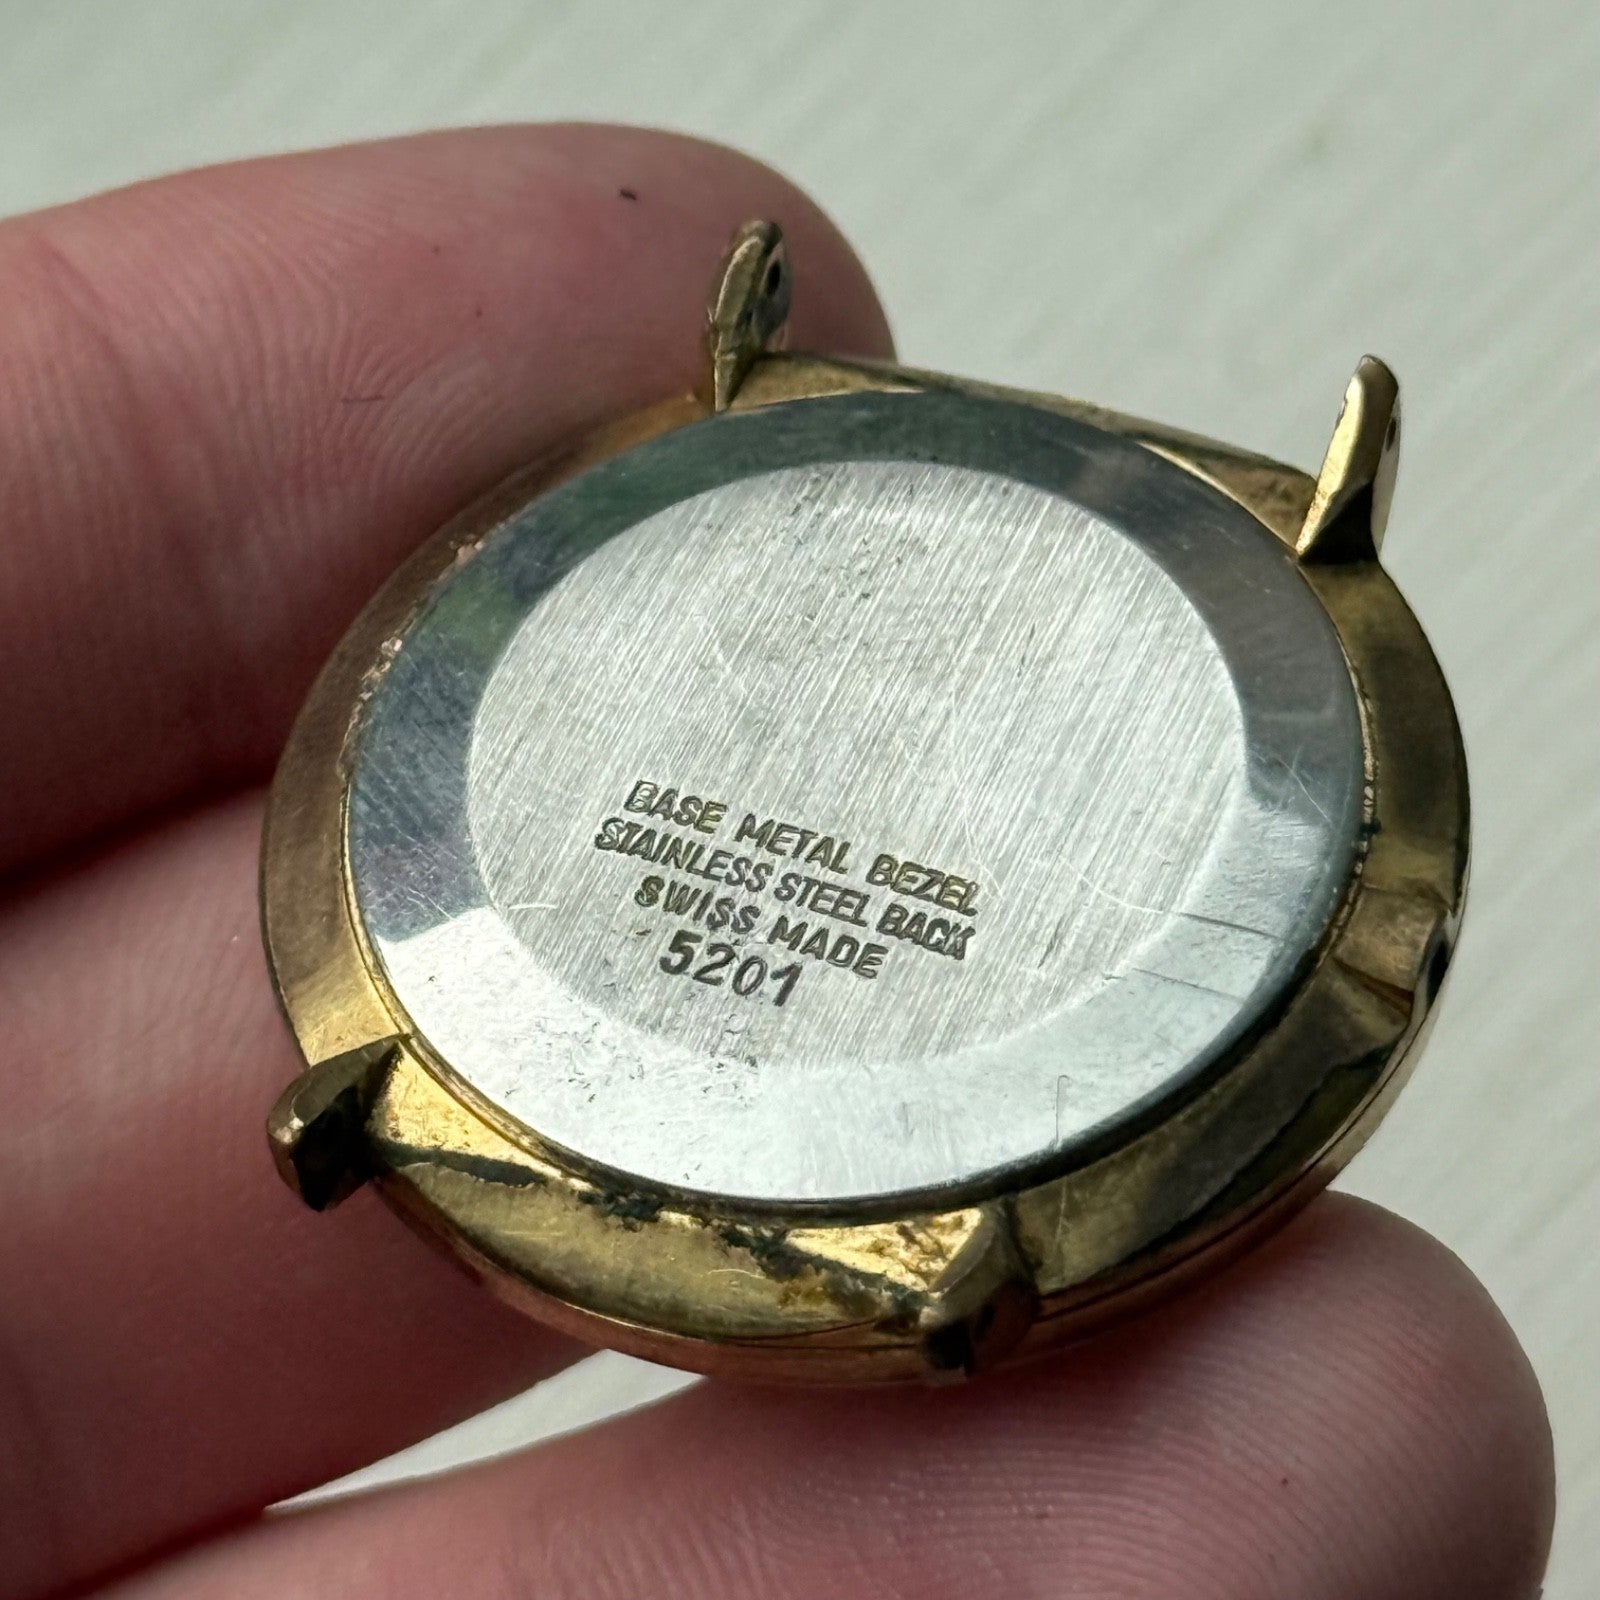 BASE METAL BEZEL
STAINLESS STEEL BACK
SWISS MADE
5201